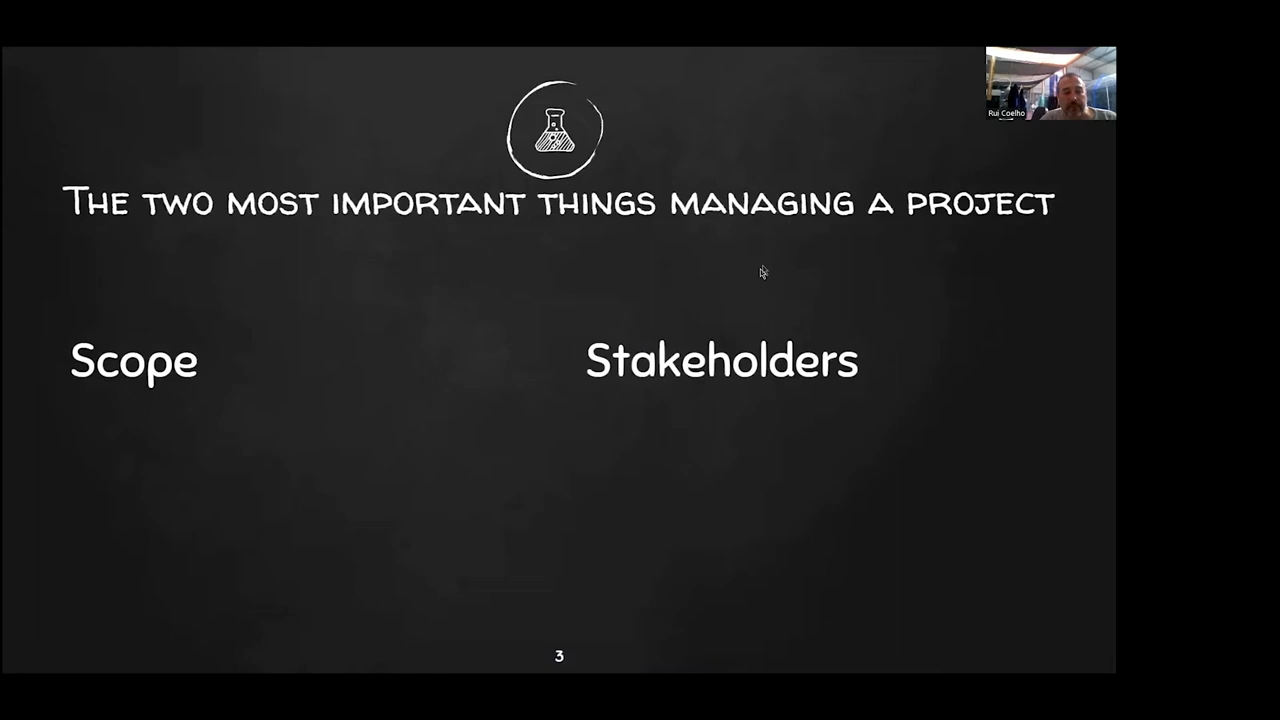 Rui Coelho
The two most important things managing a project
Scope
Stakeholders
3